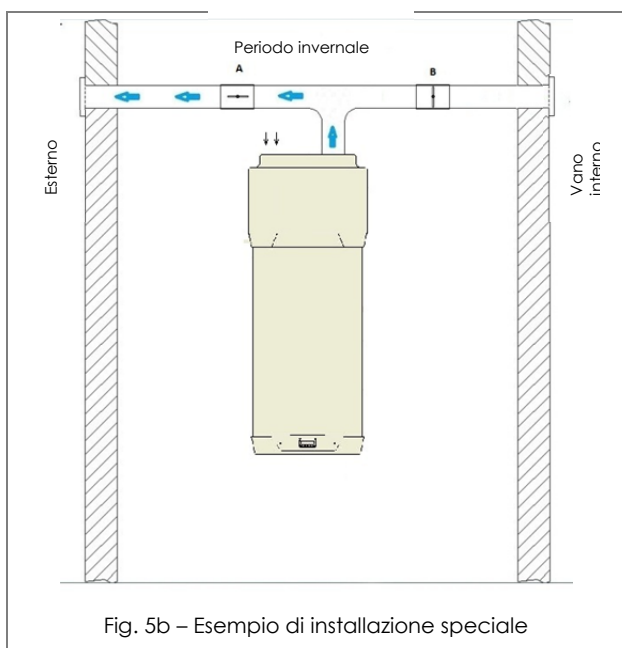 Periodo invernale
A
B
Esterno
Vano
interno
Fig. 5b – Esempio di installazione speciale